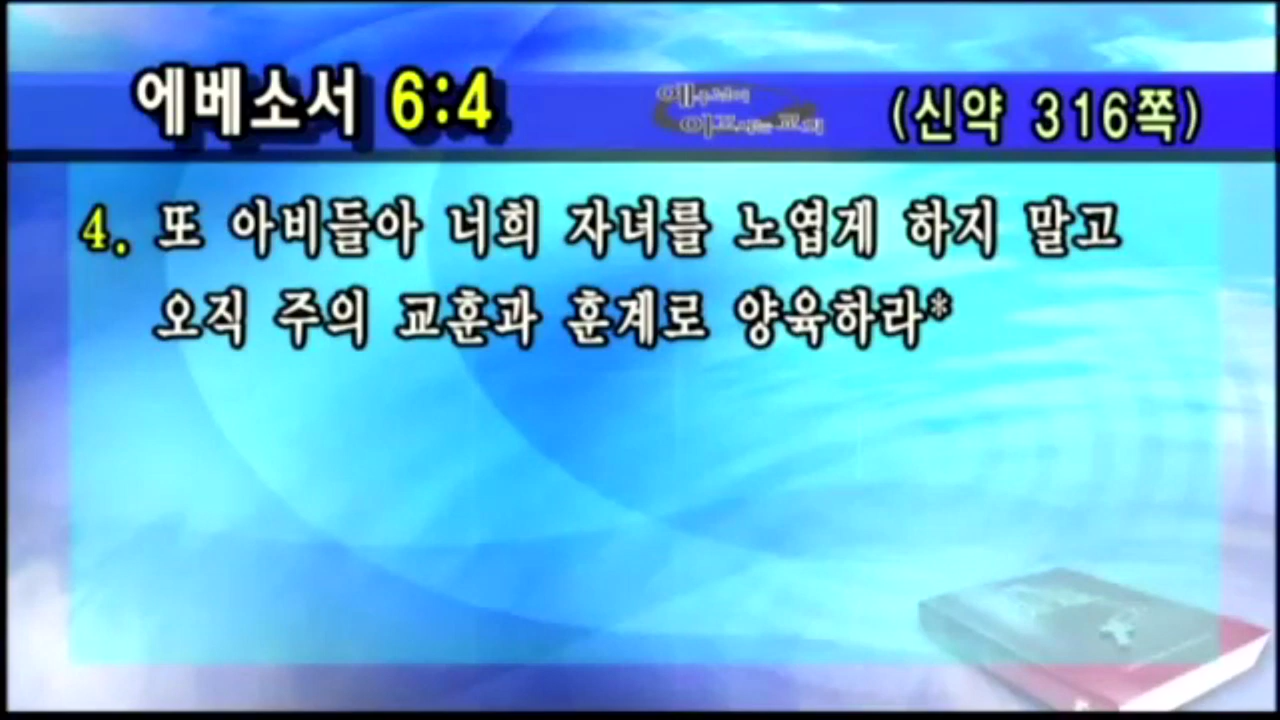 에베소서 6:4
(신약 316쪽)
4. 또 아비들아 너희 자녀를 노엽게 하지 말고
오직 주의 교훈과 훈계로 양육하라*